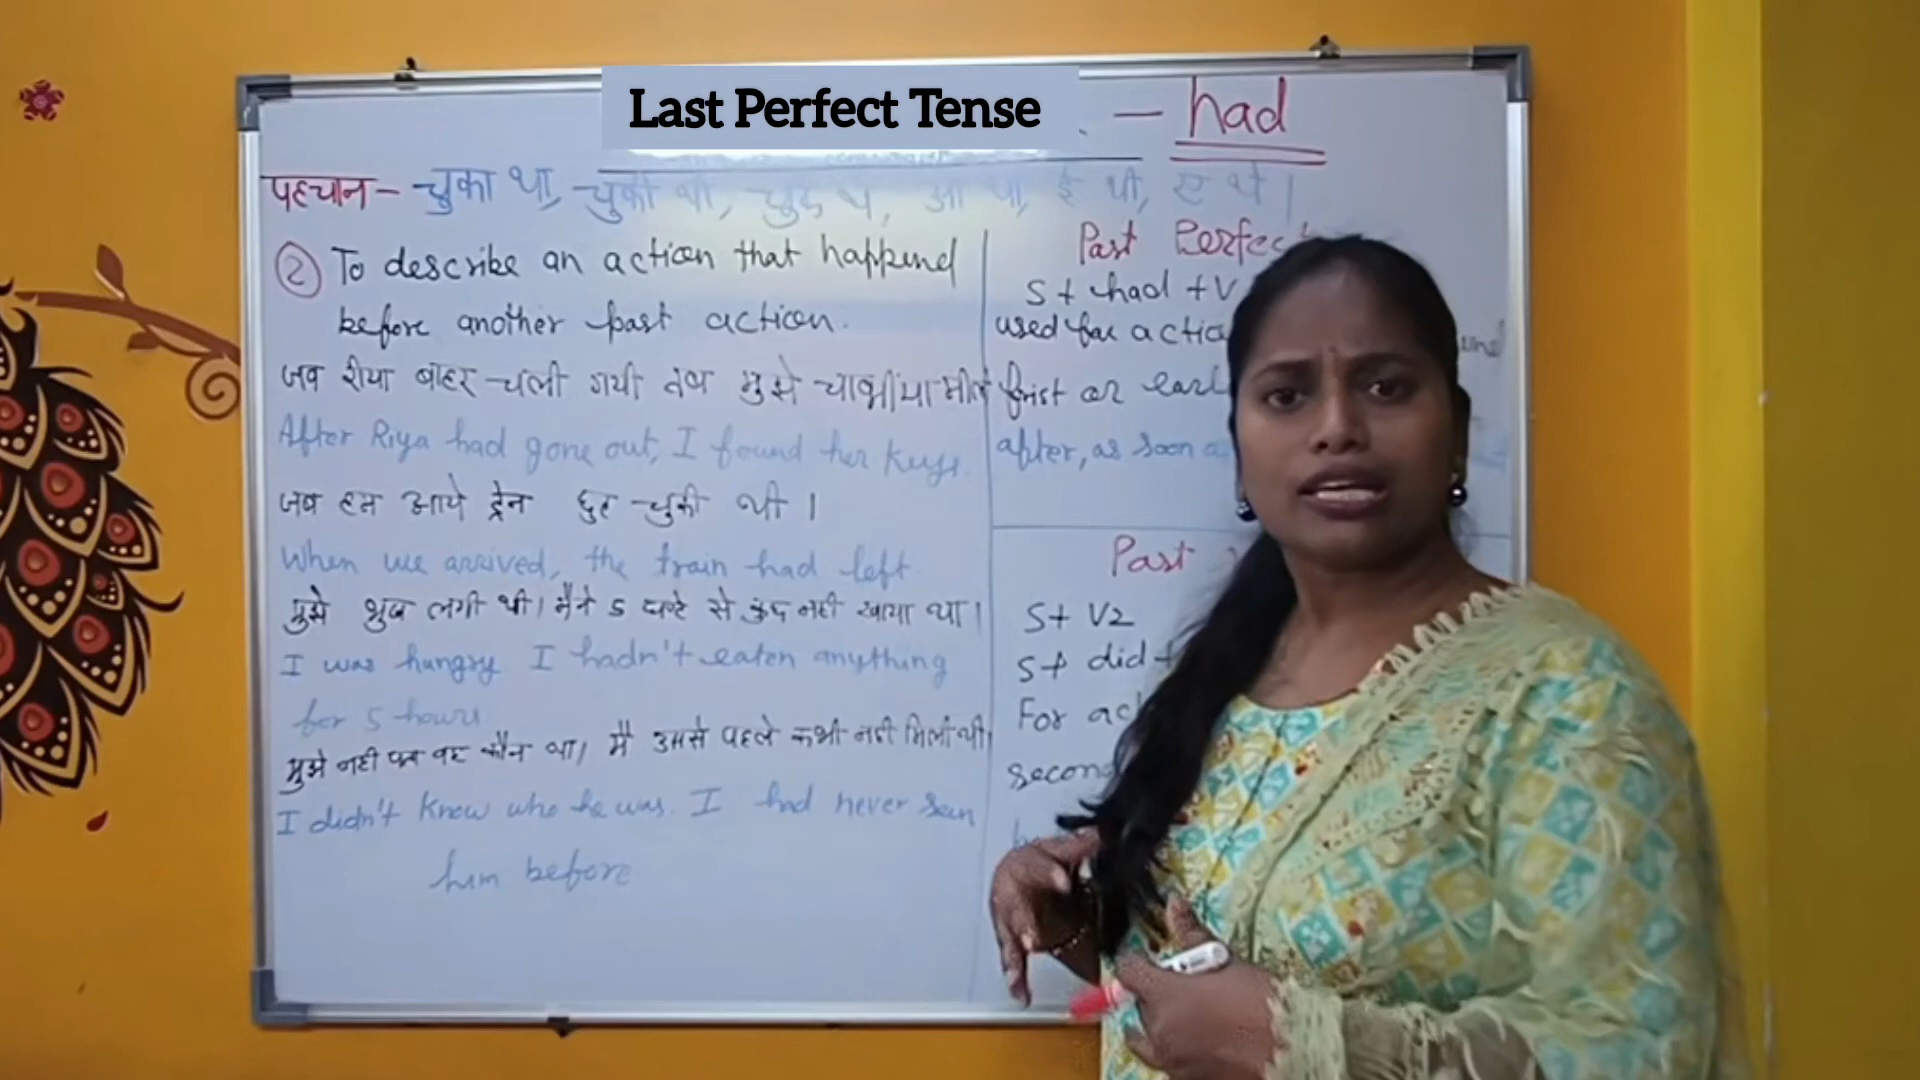 Last Perfect Tense — had
पहचान - चुका था, चुकी थी, चुके थे, आ था, ई थी, ए थे।
② To describe an action that happend
before another past action.
जब रीया बाहर चली गयी तब मुझे चाभीया मील
After Riya had gone out, I found her keys.
जब हम आये ट्रेन छुट चुकी थी।
When we arrived, the train had left
मुझे भुख लगी थी। मैने 5 घण्टे से कुछ नही खाया था।
I was hungry I hadn't eaten anything
for 5 hours
मुझे नही पता वह कौन था। मै उससे पहले कभी नही मिली थी।
I didn't know who he was. I had never seen
him before
Past Perfect
S + had + V
used for actio
first or earl
after, as soon a
Past
S+ V2
S+ did +
For ac
second